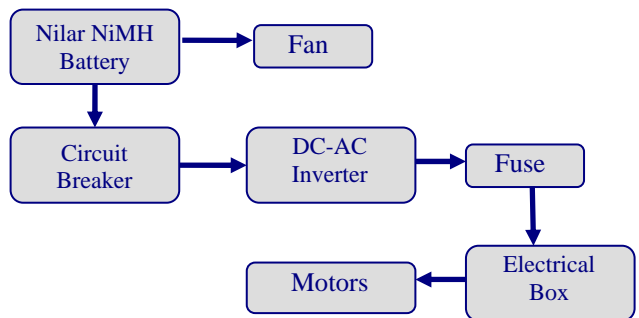 Nilar NiMH
Battery
Fan
Circuit
Breaker
DC-AC
Inverter
Fuse
Motors
Electrical
Box